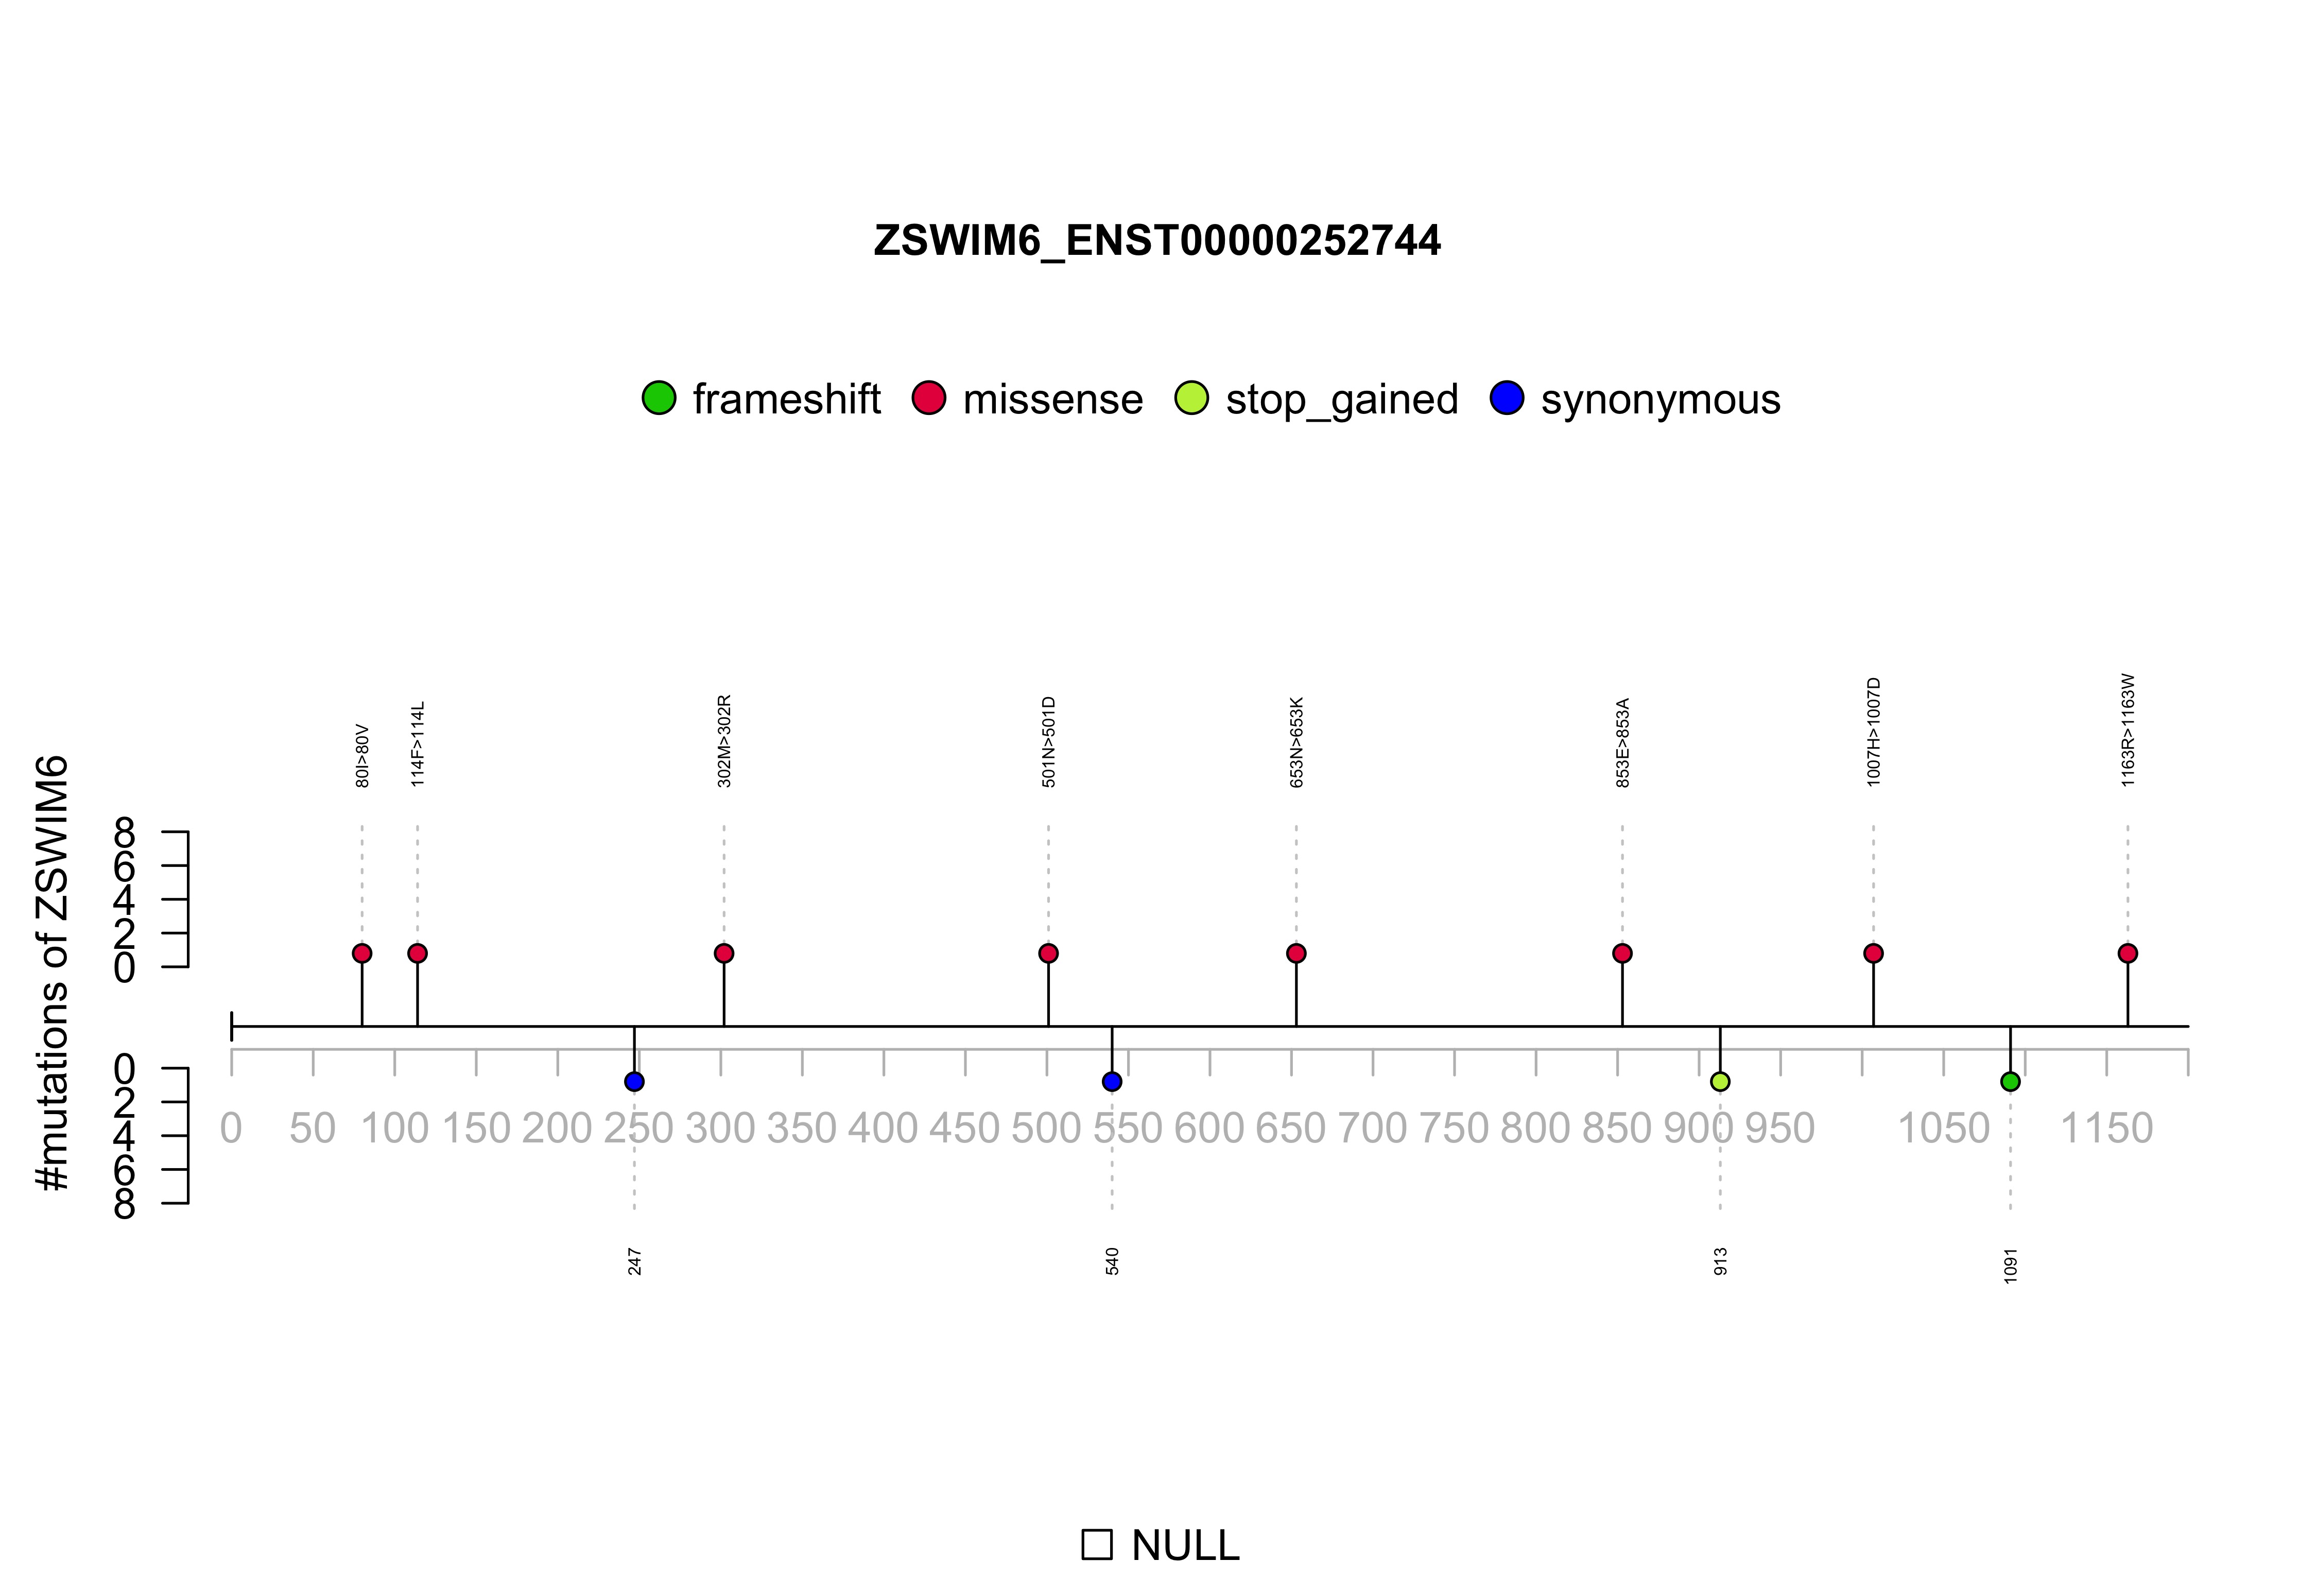 ZSWIM6_ENST00000252744
frameshift missense stop_gained synonymous
80I>80V 114F>114L 302M>302R 501N>501D 653N>653K 853E>853A 1007H>1007D 1163R>1163W
#mutations of ZSWIM6
8
6
4
2
0
0
2
4
6
8
0 50 100 150 200 250 300 350 400 450 500 550 600 650 700 750 800 850 900 950 1050 1150
247 540 913 1091
NULL